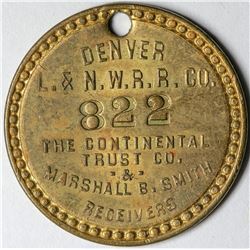 DENVER
L. & N.W.R.R. CO.
822
THE CONTINENTAL
TRUST CO.
-&-
MARSHALL B. SMITH
RECEIVERS